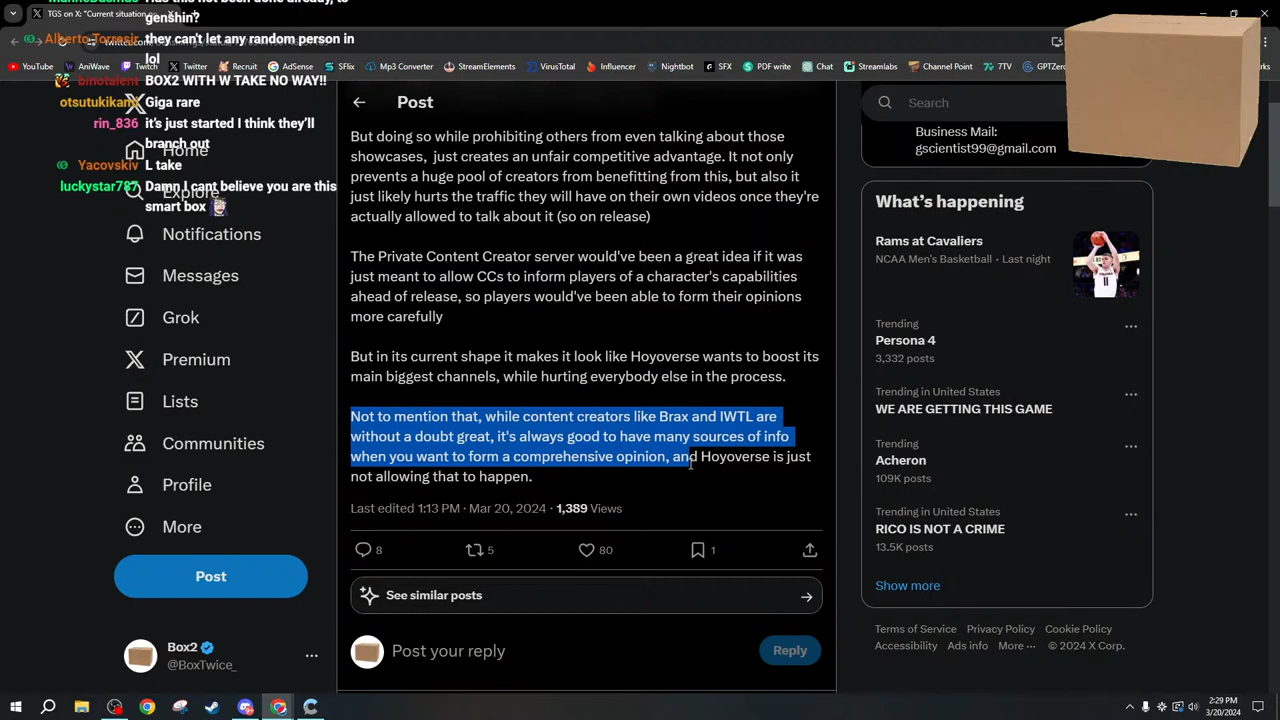 TGS on X: "Current situation
Has this not been done already, to
genshin?
Alberto Torresir they can't let any random person in
lol
YouTube
AniWave
Twitch
Twitter
Recruit
AdSense
SFlix
Mp3 Converter
StreamElements
VirusTotal
Influencer
Nightbot
SFX
PDF write
Chat
Streamlabs
Channel Point
7TV
GPTZero
binotalent BOX2 WITH W TAKE NO WAY!!
otsutukikami Giga rare
rin_836 it's just started I think they'll
branch out
Yacovskiv L take
luckystar787 Damn I cant believe you are this
smart box
Home
Explore
Notifications
Messages
Grok
Premium
Lists
Communities
Profile
More
Post
Box2
@BoxTwice_
Post
But doing so while prohibiting others from even talking about those
showcases, just creates an unfair competitive advantage. It not only
prevents a huge pool of creators from benefitting from this, but also it
just likely hurts the traffic they will have on their own videos once they're
actually allowed to talk about it (so on release)
The Private Content Creator server would've been a great idea if it was
just meant to allow CCs to inform players of a character's capabilities
ahead of release, so players would've been able to form their opinions
more carefully
But in its current shape it makes it look like Hoyoverse wants to boost its
main biggest channels, while hurting everybody else in the process.
Not to mention that, while content creators like Brax and IWTL are
without a doubt great, it's always good to have many sources of info
when you want to form a comprehensive opinion, and Hoyoverse is just
not allowing that to happen.
Last edited 1:13 PM · Mar 20, 2024 · 1,389 Views
8
5
80
1
See similar posts
Post your reply
Reply
Search
Business Mail:
gscientist99@gmail.com
What's happening
Rams at Cavaliers
NCAA Men's Basketball · Last night
Trending
Persona 4
3,332 posts
Trending in United States
WE ARE GETTING THIS GAME
Trending in United States
Acheron
109K posts
Trending in United States
RICO IS NOT A CRIME
13.5K posts
Show more
Terms of Service Privacy Policy Cookie Policy
Accessibility Ads info More ··· © 2024 X Corp.
2:29 PM
3/20/2024